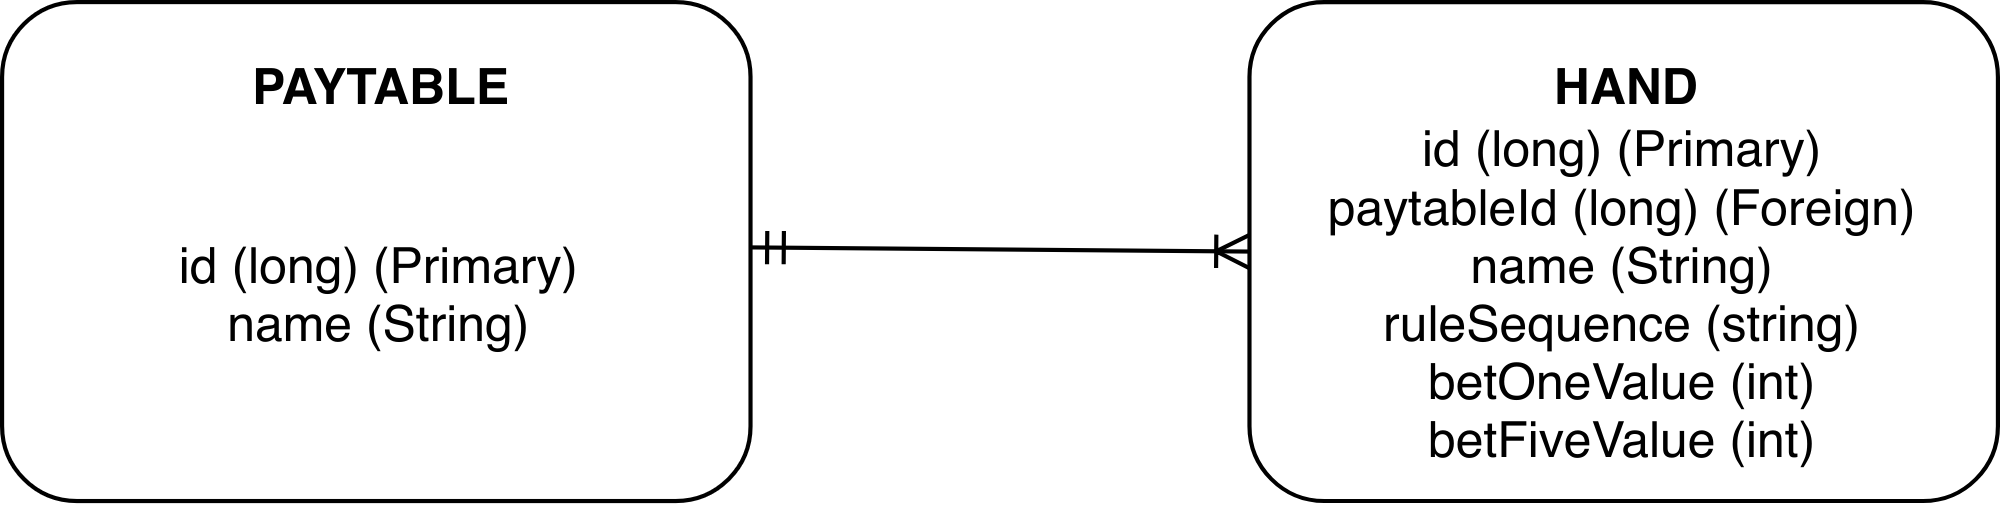 PAYTABLE
id (long) (Primary)
name (String)
HAND
id (long) (Primary)
paytableId (long) (Foreign)
name (String)
ruleSequence (string)
betOneValue (int)
betFiveValue (int)